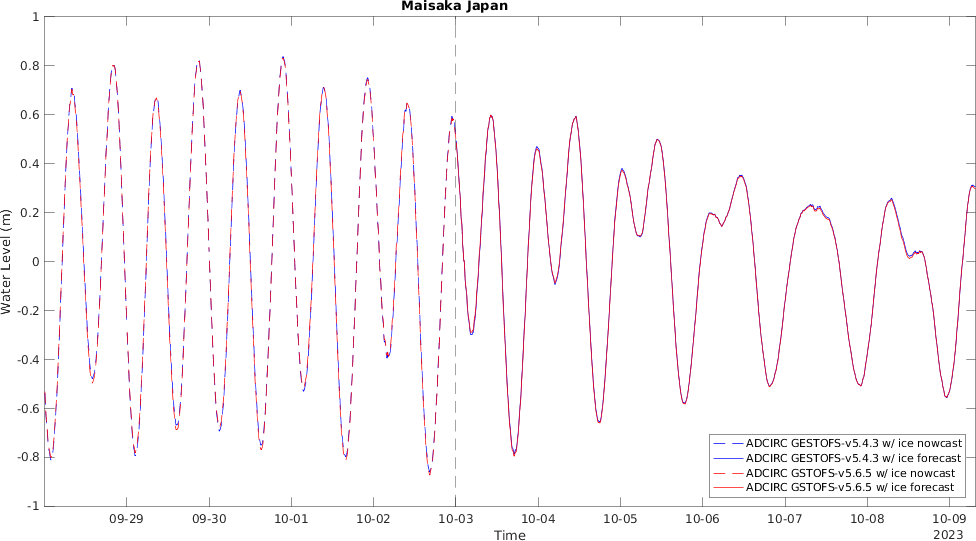 Maisaka Japan
1
0.8
0.6
0.4
0.2
0
-0.2
-0.4
-0.6
-0.8
-1
Water Level (m)
ADCIRC GESTOFS-v5.4.3 w/ ice nowcast
ADCIRC GESTOFS-v5.4.3 w/ ice forecast
ADCIRC GSTOFS-v5.6.5 w/ ice nowcast
ADCIRC GSTOFS-v5.6.5 w/ ice forecast
09-29 09-30 10-01 10-02 10-03 10-04 10-05 10-06 10-07 10-08 10-09
Time 2023